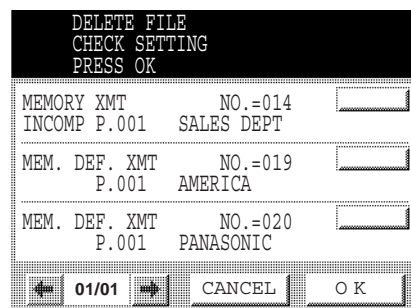 DELETE FILE
CHECK SETTING
PRESS OK
MEMORY XMT NO.=014
INCOMP P.001 SALES DEPT
MEM. DEF. XMT NO.=019
P.001 AMERICA
MEM. DEF. XMT NO.=020
P.001 PANASONIC
01/01 CANCEL O K